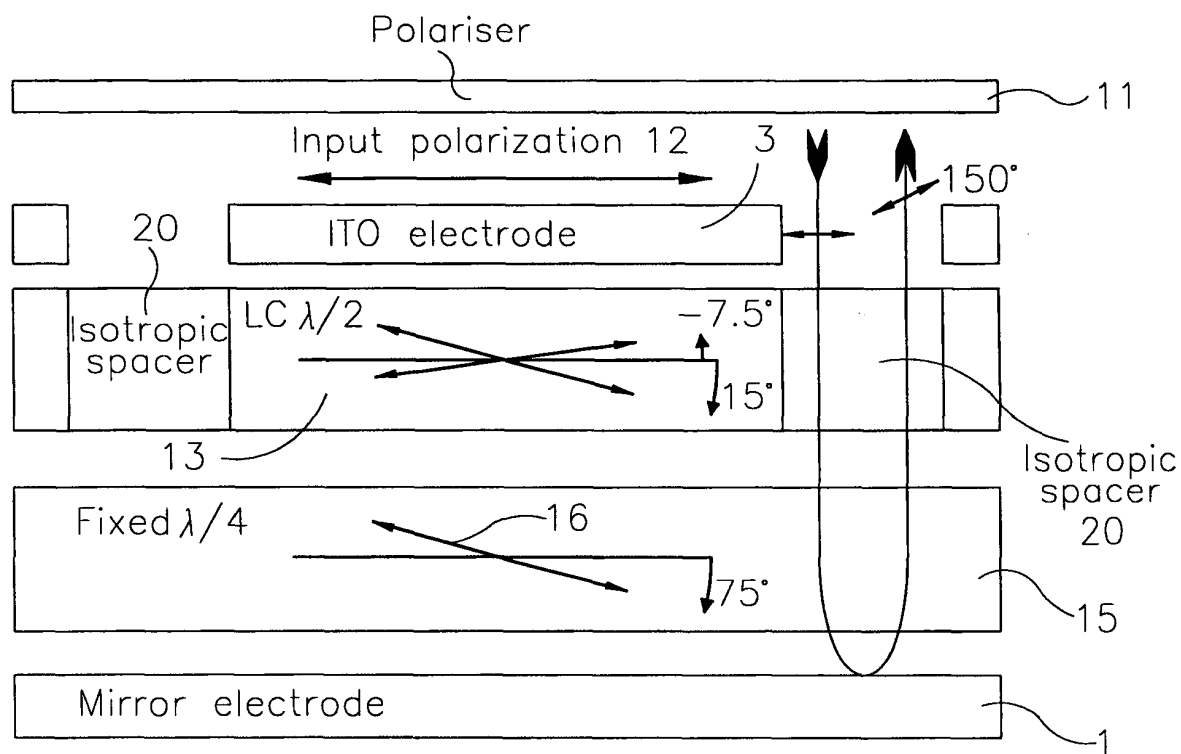 Polariser
11
Input polarization 12
3
150°
20
ITO electrode
LC λ/2
-7.5°
Isotropic
spacer
15°
13
Isotropic
spacer
20
Fixed λ/4
16
75°
15
Mirror electrode
1